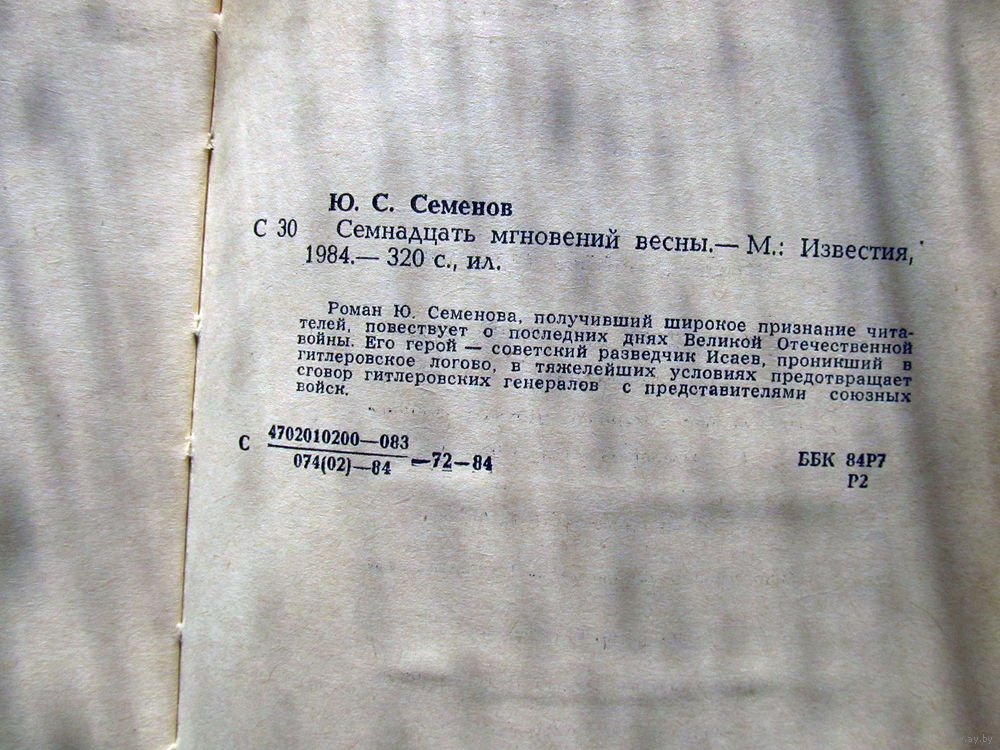 Ю. С. Семенов
С 30 Семнадцать мгновений весны.— М.: Известия,
1984.— 320 с., ил.
Роман Ю. Семенова, получивший широкое признание чита-
телей, повествует о последних днях Великой Отечественной
войны. Его герой — советский разведчик Исаев, проникший в
гитлеровское логово, в тяжелейших условиях предотвращает
сговор гитлеровских генералов с представителями союзных
войск.
С 4702010200—083
074(02)—84 —72—84
ББК 84Р7
Р2
ay.by